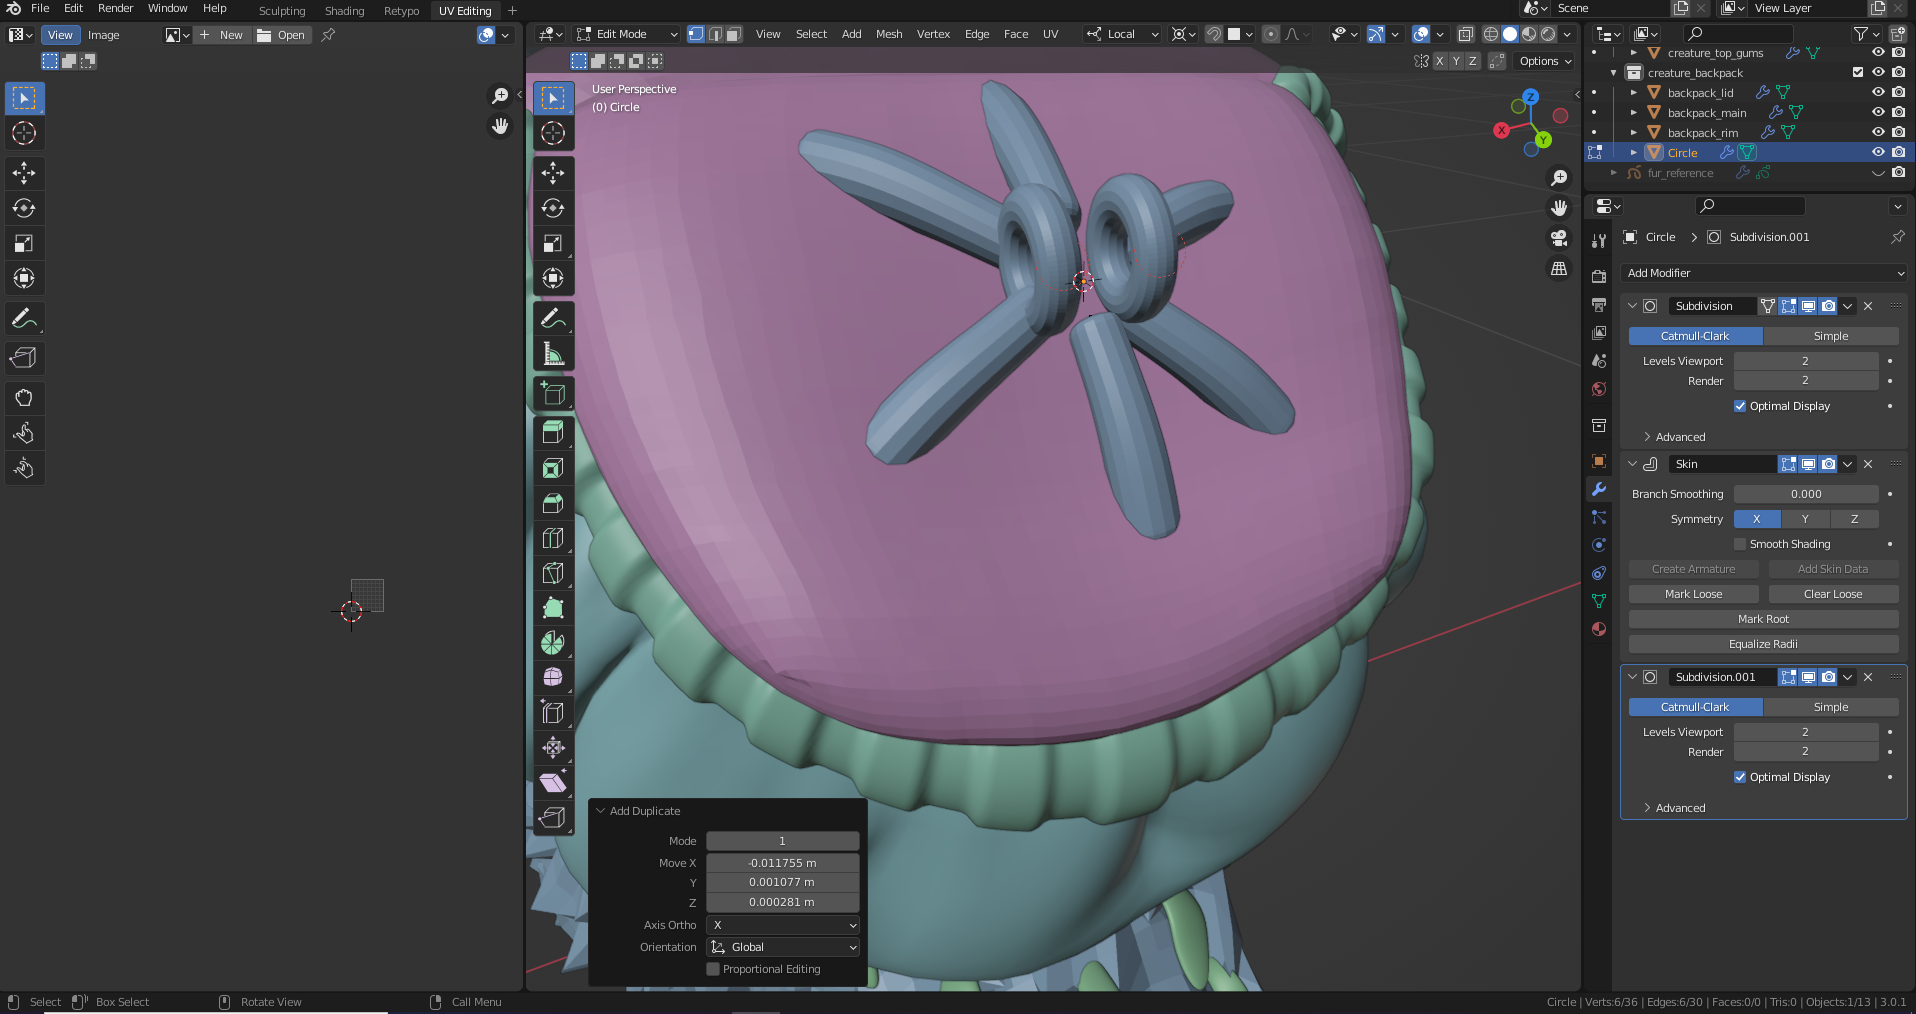 File Edit Render Window Help
Sculpting Shading Retopo UV Editing +
Scene
View Layer
View Image
New Open
Edit Mode
View Select Add Mesh Vertex Edge Face UV
Local
X Y Z
Options
User Perspective
(0) Circle
Z
X
Y
creature_top_gums
creature_backpack
backpack_lid
backpack_main
backpack_rim
Circle
fur_reference
Circle > Subdivision.001
Add Modifier
Subdivision
Catmull-Clark Simple
Levels Viewport 2
Render 2
Optimal Display
Advanced
Skin
Branch Smoothing 0.000
Symmetry X Y Z
Smooth Shading
Create Armature Add Skin Data
Mark Loose Clear Loose
Mark Root
Equalize Radii
Subdivision.001
Catmull-Clark Simple
Levels Viewport 2
Render 2
Optimal Display
Advanced
Add Duplicate
Mode 1
Move X -0.011755 m
Y 0.001077 m
Z 0.000281 m
Axis Ortho X
Orientation Global
Proportional Editing
Select Box Select Rotate View Call Menu
Circle | Verts:6/36 | Edges:6/30 | Faces:0/0 | Tris:0 | Objects:1/13 | 3.0.1